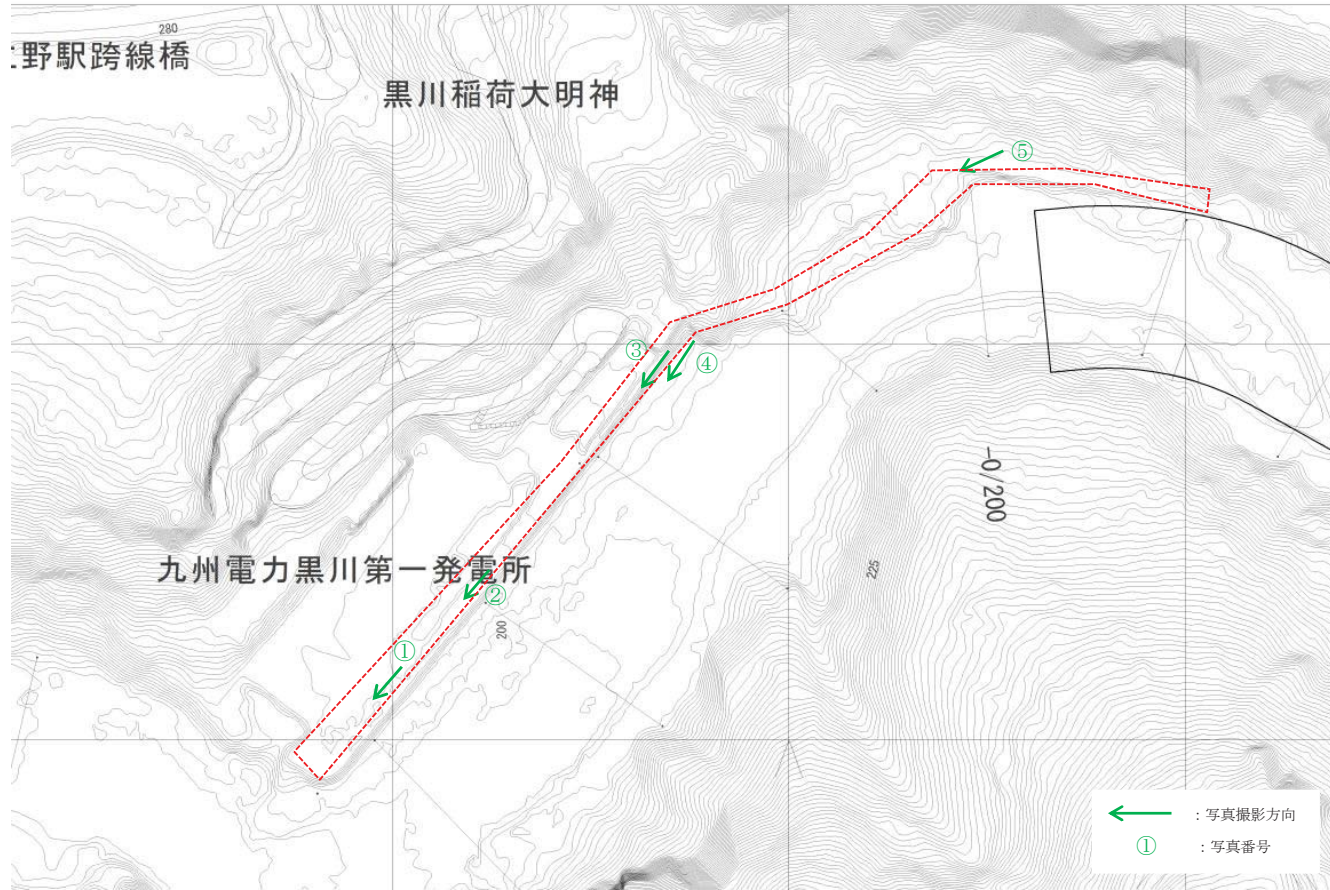 280
野駅跨線橋
黒川稲荷大明神
⑤
③
④
-0/200
九州電力黒川第一発電所
225
②
200
①
：写真撮影方向
①：写真番号